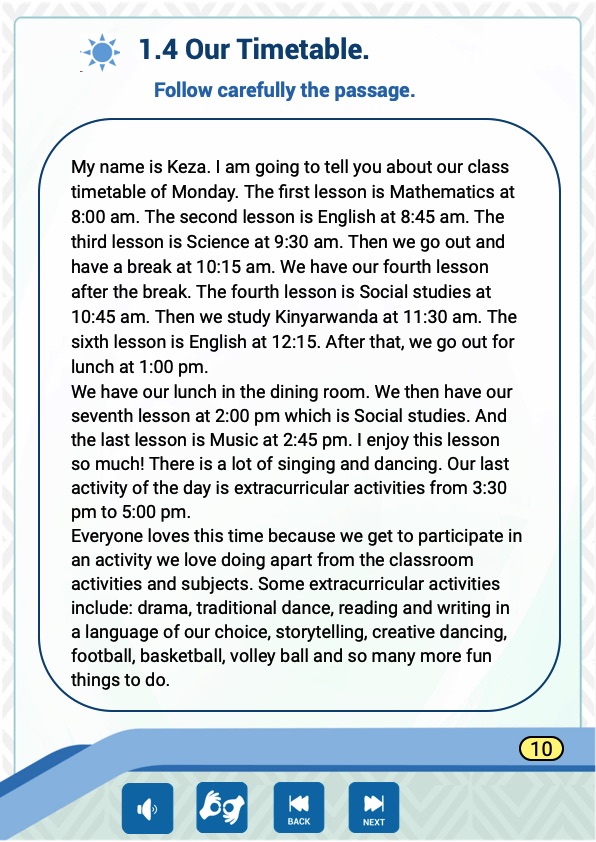 1.4 Our Timetable.
Follow carefully the passage.
My name is Keza. I am going to tell you about our class
timetable of Monday. The first lesson is Mathematics at
8:00 am. The second lesson is English at 8:45 am. The
third lesson is Science at 9:30 am. Then we go out and
have a break at 10:15 am. We have our fourth lesson
after the break. The fourth lesson is Social studies at
10:45 am. Then we study Kinyarwanda at 11:30 am. The
sixth lesson is English at 12:15. After that, we go out for
lunch at 1:00 pm.
We have our lunch in the dining room. We then have our
seventh lesson at 2:00 pm which is Social studies. And
the last lesson is Music at 2:45 pm. I enjoy this lesson
so much! There is a lot of singing and dancing. Our last
activity of the day is extracurricular activities from 3:30
pm to 5:00 pm.
Everyone loves this time because we get to participate in
an activity we love doing apart from the classroom
activities and subjects. Some extracurricular activities
include: drama, traditional dance, reading and writing in
a language of our choice, storytelling, creative dancing,
football, basketball, volley ball and so many more fun
things to do.
10
BACK
NEXT